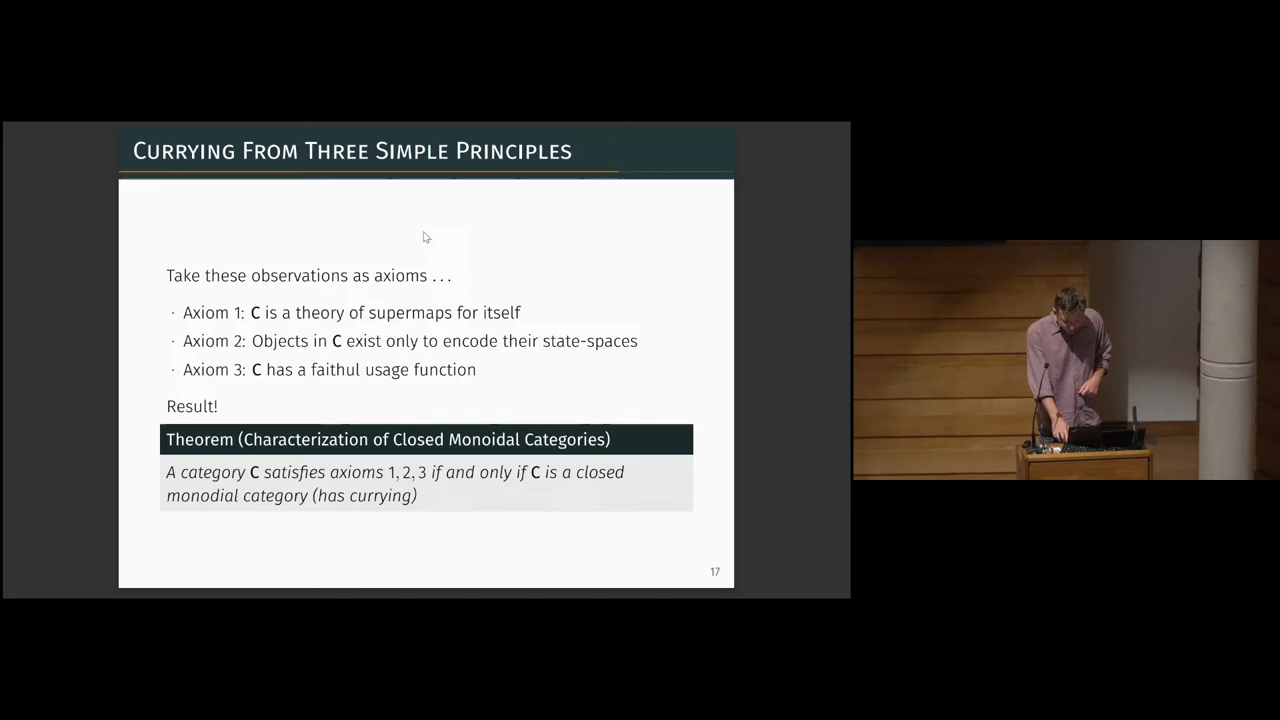 CURRYING FROM THREE SIMPLE PRINCIPLES
Take these observations as axioms . . .
· Axiom 1: C is a theory of supermaps for itself
· Axiom 2: Objects in C exist only to encode their state-spaces
· Axiom 3: C has a faithful usage function
Result!
Theorem (Characterization of Closed Monoidal Categories)
A category C satisfies axioms 1, 2, 3 if and only if C is a closed
monodial category (has currying)
17